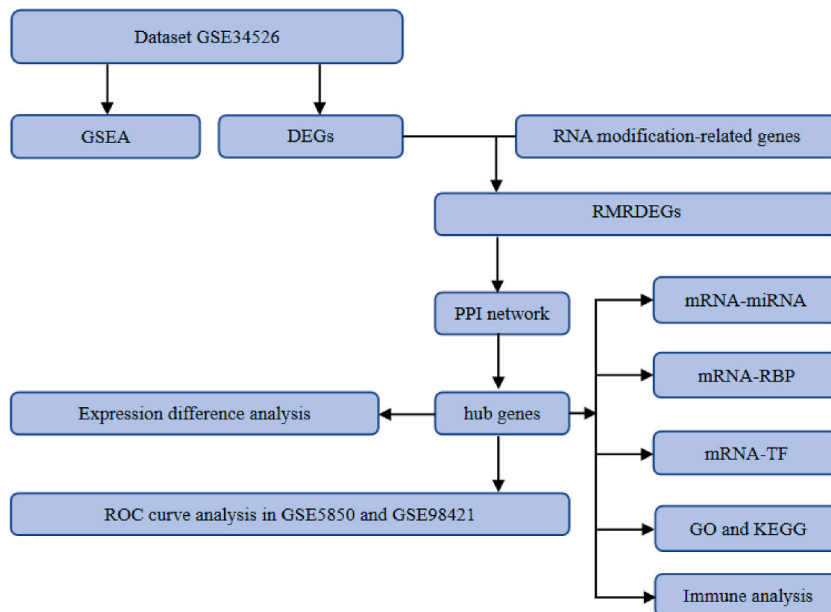 Dataset GSE34526
GSEA
DEGs
RNA modification-related genes
RMRDEGs
PPI network
mRNA-miRNA
mRNA-RBP
Expression difference analysis
hub genes
mRNA-TF
ROC curve analysis in GSE5850 and GSE98421
GO and KEGG
Immune analysis